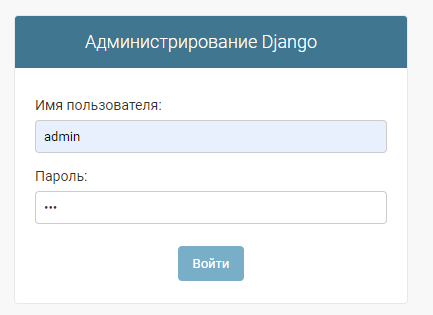 Администрирование Django
Имя пользователя:
admin
Пароль:
•••
Войти